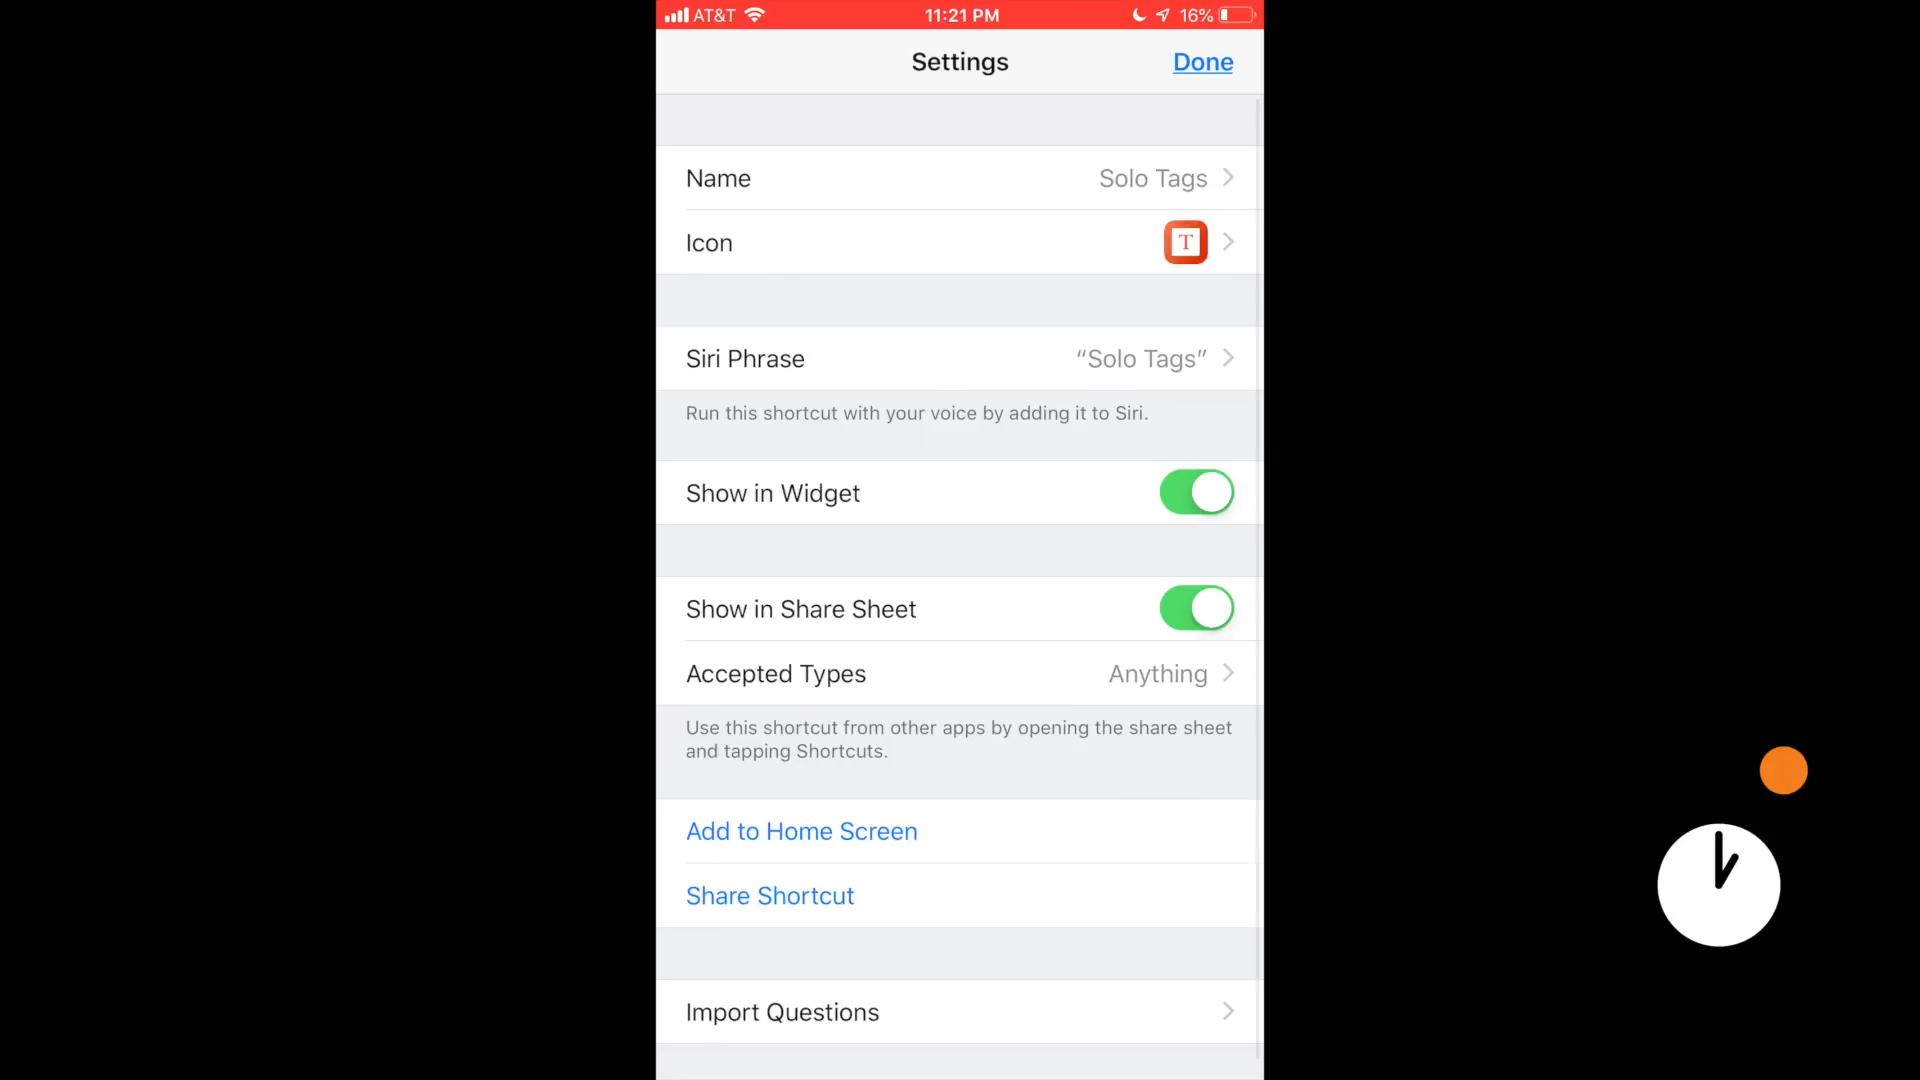 AT&T 11:21 PM 16%
Settings Done
Name Solo Tags
Icon T
Siri Phrase “Solo Tags”
Run this shortcut with your voice by adding it to Siri.
Show in Widget
Show in Share Sheet
Accepted Types Anything
Use this shortcut from other apps by opening the share sheet
and tapping Shortcuts.
Add to Home Screen
Share Shortcut
Import Questions